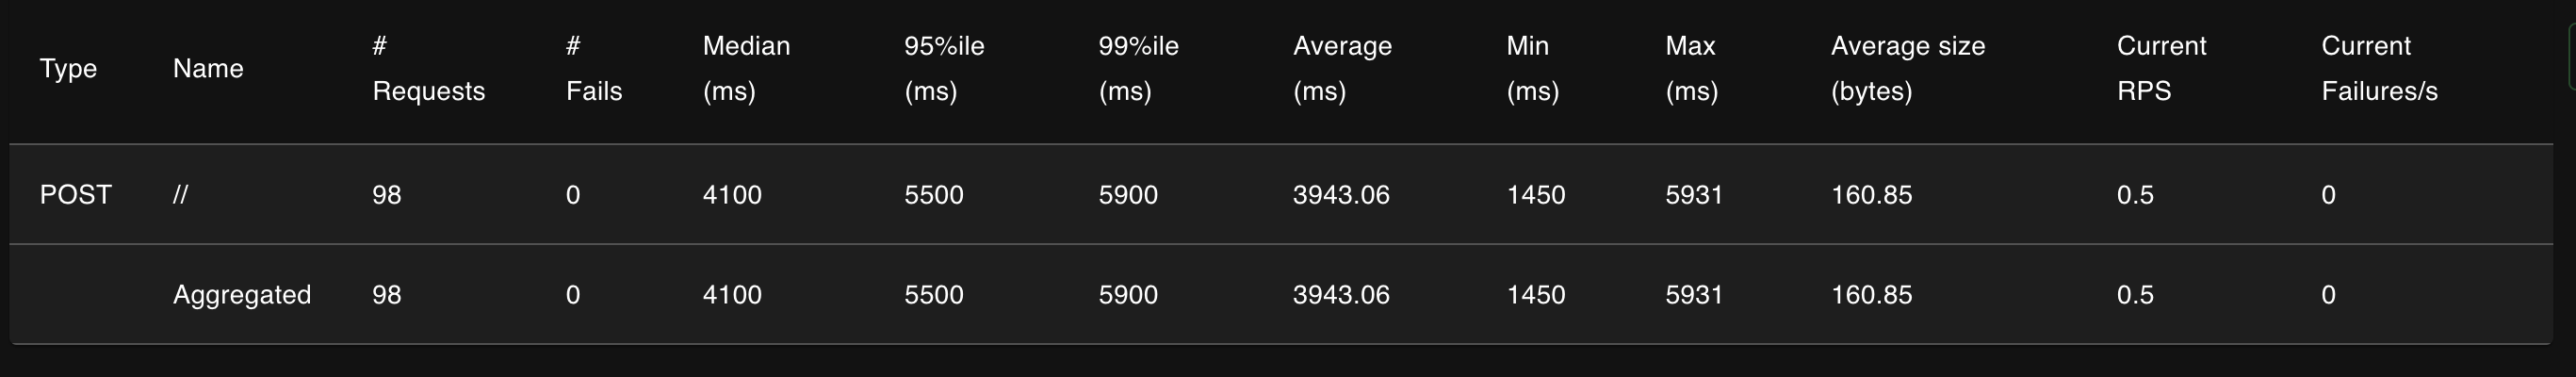 Type Name # Requests # Fails Median (ms) 95%ile (ms) 99%ile (ms) Average (ms) Min (ms) Max (ms) Average size (bytes) Current RPS Current Failures/s
POST // 98 0 4100 5500 5900 3943.06 1450 5931 160.85 0.5 0
Aggregated 98 0 4100 5500 5900 3943.06 1450 5931 160.85 0.5 0